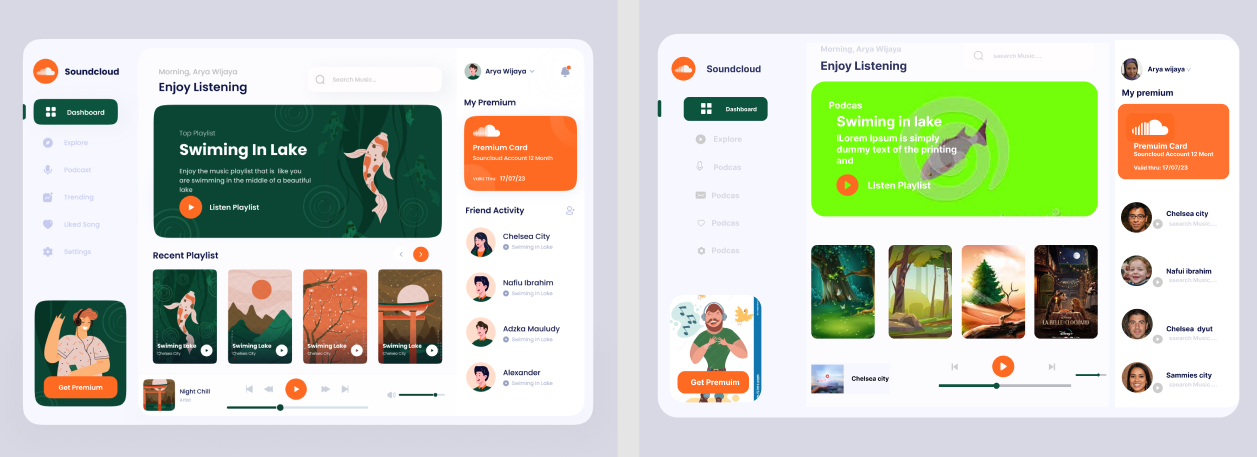 Soundcloud
Dashboard
Explore
Podcast
Trending
Liked Song
Settings
Get Premium
Morning, Arya Wijaya
Enjoy Listening
Search Music...
Top Playlist
Swiming In Lake
Enjoy the music playlist that is like you
are swimming in the middle of a beautiful
lake
Listen Playlist
Recent Playlist
Swiming Lake
Chelsea City
Swiming Lake
Chelsea City
Swiming Lake
Chelsea City
Swiming Lake
Chelsea City
Night Chill
Artist
Arya Wijaya
My Premium
Premium Card
Souncloud Account 12 Month
Valid thru: 17/07/23
Friend Activity
Chelsea City
Swiming in Lake
Nafiu Ibrahim
Swiming in Lake
Adzka Mauludy
Swiming in Lake
Alexander
Swiming in Lake
Soundcloud
Dashboard
Explore
Podcas
Podcas
Podcas
Podcas
Get Premuim
Morning, Arya Wijaya
Enjoy Listening
search Music....
Podcas
Swiming in lake
iLorem Ipsum is simply
dummy text of the printing
and
Listen Playlist
LA BELLE et le CLOCHARD
Chelsea city
Arya wijaya
My premium
Premuim Card
Souncloud Account 12 Mont
Valid thru: 17/07/23
Chelsea city
search Music....
Nafui ibrahim
search Music....
Chelsea dyut
search Music....
Sammies city
search Music....